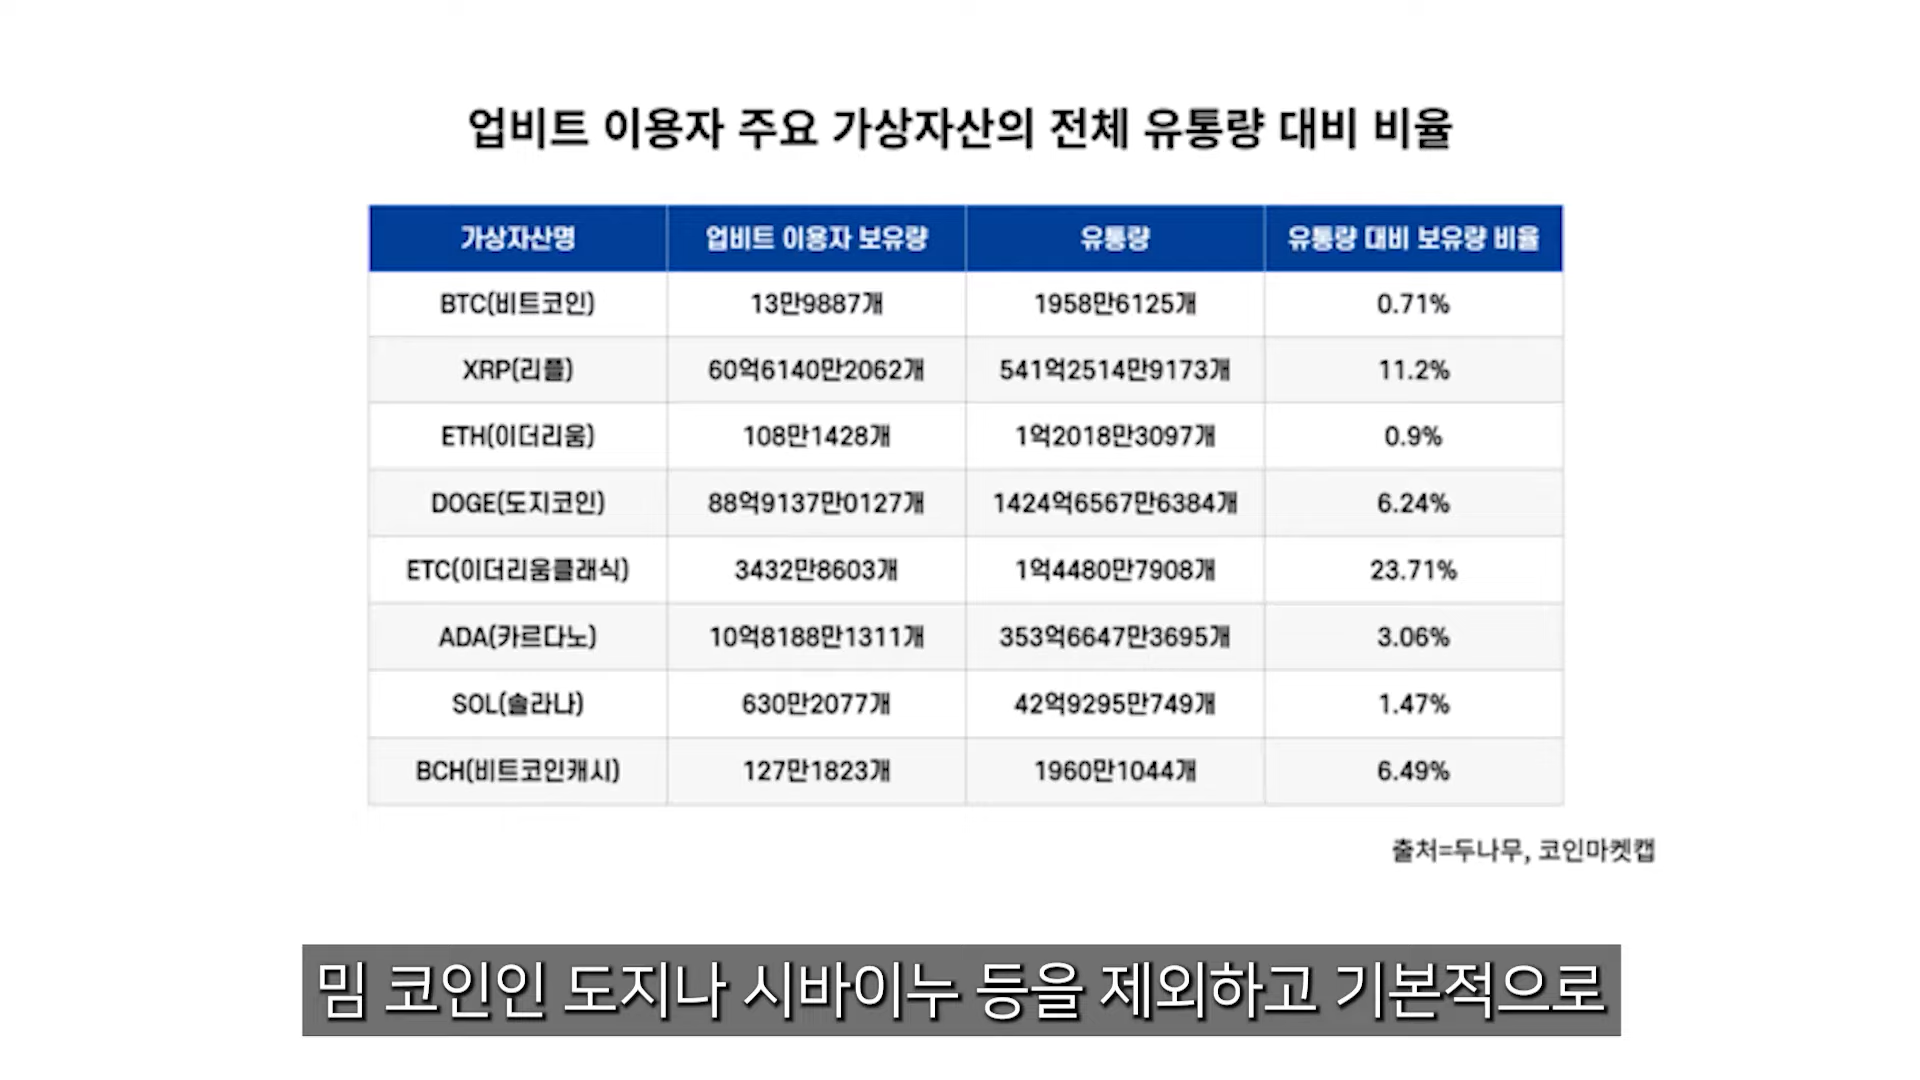 업비트 이용자 주요 가상자산의 전체 유통량 대비 비율
가상자산명 업비트 이용자 보유량 유통량 유통량 대비 보유량 비율
BTC(비트코인) 13만9887개 1958만6125개 0.71%
XRP(리플) 60억6140만2062개 541억2514만9173개 11.2%
ETH(이더리움) 108만1428개 1억2018만3097개 0.9%
DOGE(도지코인) 88억9137만0127개 1424억6567만6384개 6.24%
ETC(이더리움클래식) 3432만8603개 1억4480만7908개 23.71%
ADA(카르다노) 10억8188만1311개 353억6647만3695개 3.06%
SOL(솔라나) 630만2077개 42억9295만749개 1.47%
BCH(비트코인캐시) 127만1823개 1960만1044개 6.49%
출처=두나무, 코인마켓캡
밈 코인인 도지나 시바이누 등을 제외하고 기본적으로